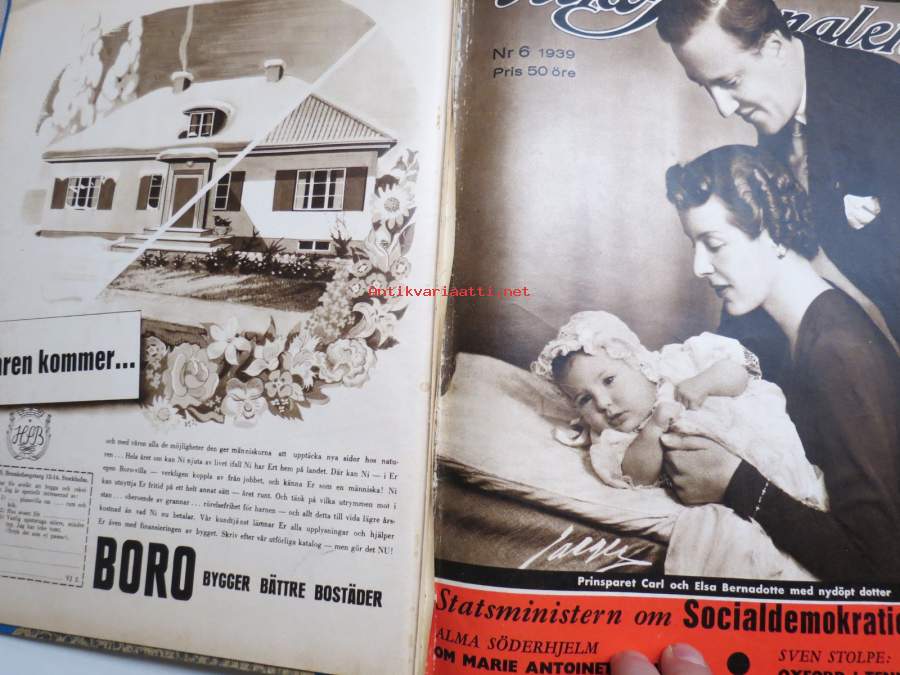 aren kommer...
HSB
och med våren alla de möjligheter den ger människorna att upptäcka nya sidor hos natu-
ren... Hela året om kan Ni njuta av livet ifall Ni har Ert hem på landet. Där kan Ni — i Er
egen Boro-villa — verkligen koppla av från jobbet, och känna Er som en människa! Ni
kan utnyttja Er fritid på ett helt annat sätt — året runt. Och tänk på vilka utrymmen mot i
stan... oberoende av grannar... rörelsefrihet för barnen — och allt detta till vida lägre års-
kostnad än vad Ni nu betalar. Vår kundtjänst lämnar Er alla upplysningar och hjälper
Er även med finansieringen av bygget. Skriv efter vår utförliga katalog — men gör det NU!
BORO BYGGER BÄTTRE BOSTÄDER
VJ 5.
Nr 6 1939
Pris 50 öre
Antikvariaatti.net
Jaeger
Prinsparet Carl och Elsa Bernadotte med nydöpt dotter
Statsministern om Socialdemokratie
ALMA SÖDERHJELM
OM MARIE ANTOINET
SVEN STOLPE: